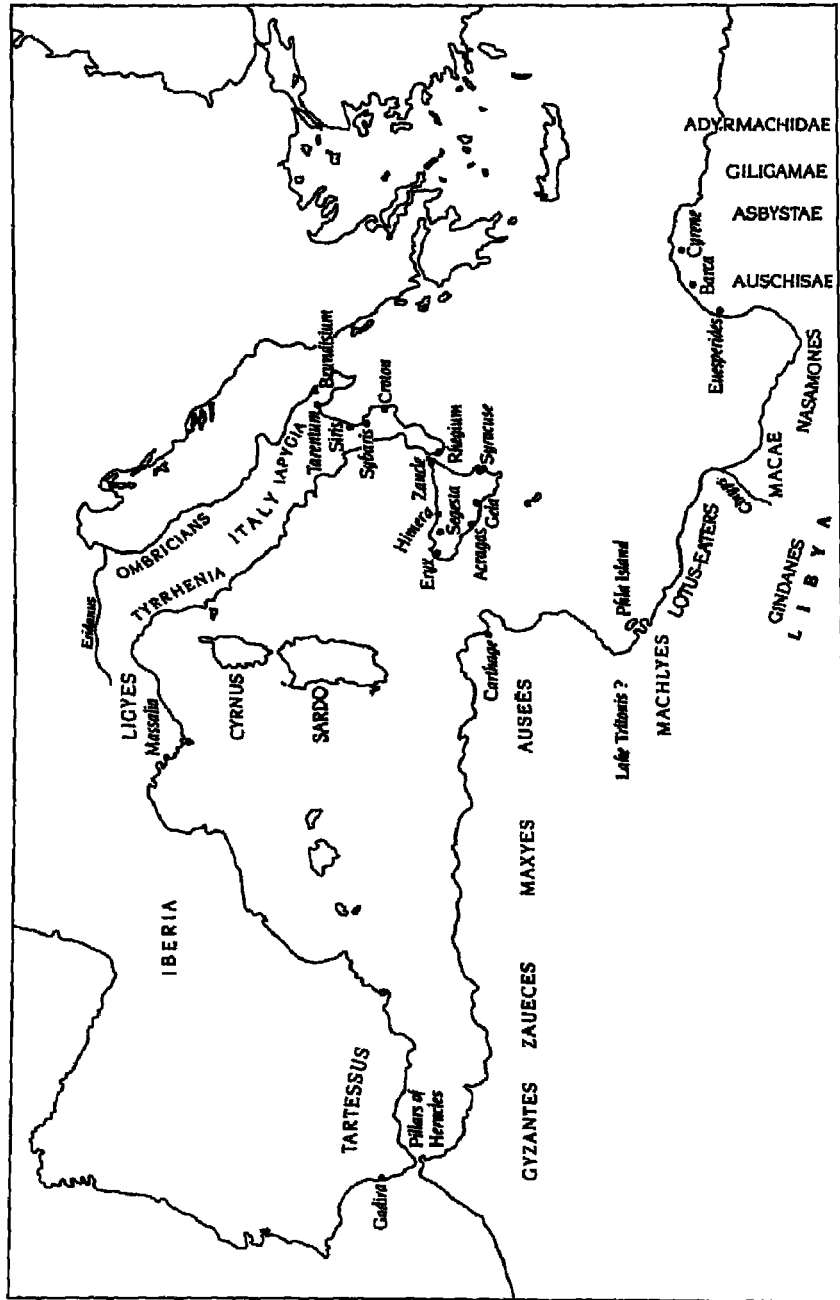 Eridanus
LIGYES
Massalia
IBERIA
TARTESSUS
Gadira
Pillars of
Heracles
OMBRICIANS
TYRRHENIA
ITALY
IAPYGIA
Brundisium
Tarentum
Siris
Sybaris
Croton
CYRNUS
SARDO
Rhegium
Zancle
Himera
Segesta
Eryx
Acragas
Gela
Syracuse
Carthage
GYZANTES
ZAUECES
MAXYES
AUSEËS
Lake Tritonis ?
Phla Island
MACHLYES
LOTUS-EATERS
GINDANES
LIBYA
Cinyps
MACAE
NASAMONES
Euesperides
Barca
Cyrene
AUSCHISAE
ASBYSTAE
GILIGAMAE
ADYRMACHIDAE